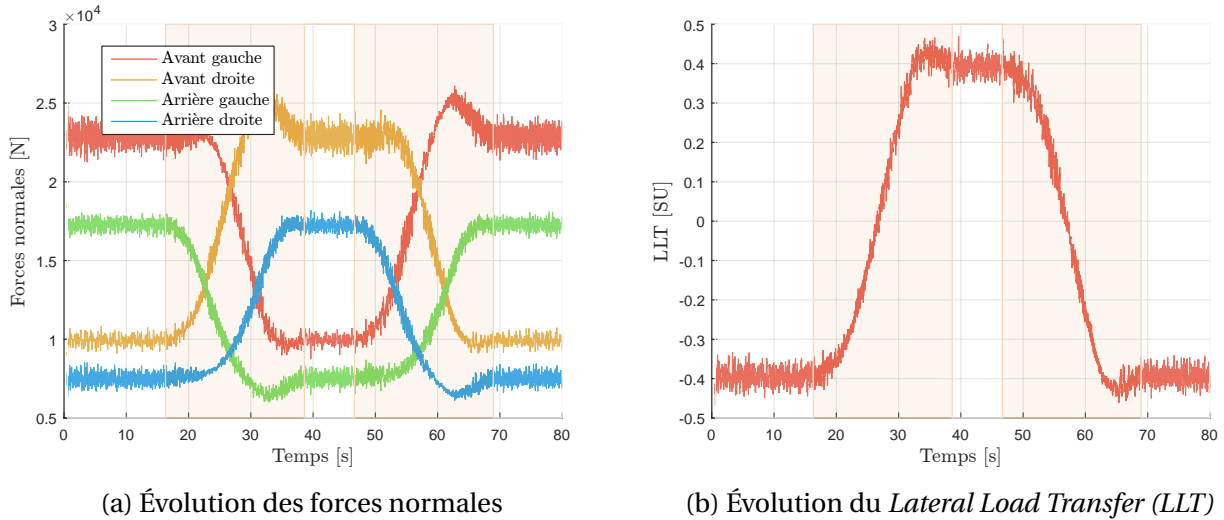 ×10⁴
3
2.5
2
1.5
1
0.5
Forces normales [N]
Avant gauche
Avant droite
Arrière gauche
Arrière droite
0 10 20 30 40 50 60 70 80
Temps [s]
(a) Évolution des forces normales
0.5
0.4
0.3
0.2
0.1
0
-0.1
-0.2
-0.3
-0.4
-0.5
LLT [SU]
0 10 20 30 40 50 60 70 80
Temps [s]
(b) Évolution du Lateral Load Transfer (LLT)